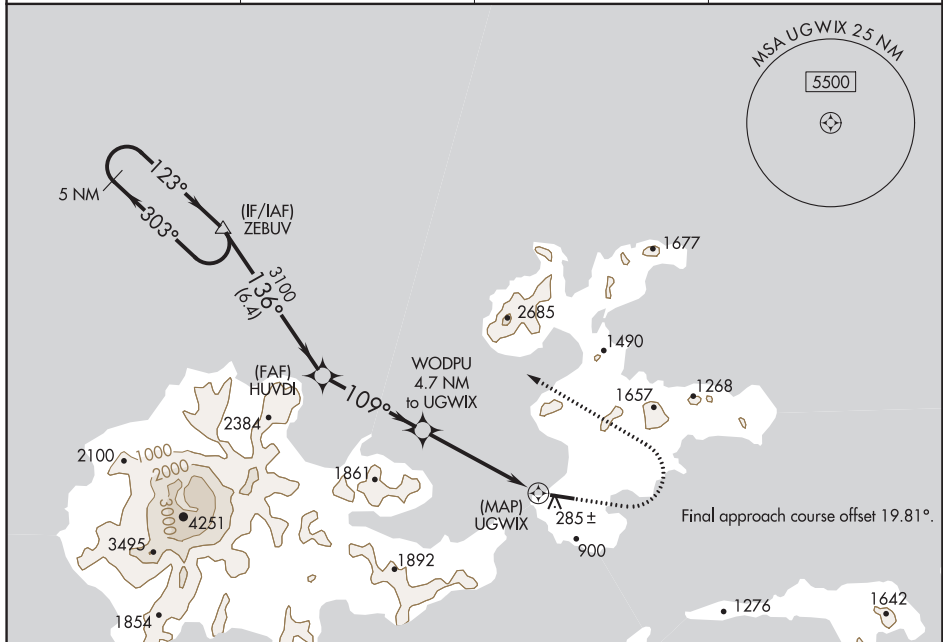 MSA UGWIX 25 NM
5500
123°
5 NM
303°
(IF/IAF)
ZEBUV
3100
136°
(6.4)
1677
2685
1490
(FAF)
HUVDI
109°
WODPU
4.7 NM
to UGWIX
1657
1268
2384
2100
1000
2000
3000
4251
3495
1861
(MAP)
UGWIX
285 ±
Final approach course offset 19.81°.
900
1892
1854
1276
1642